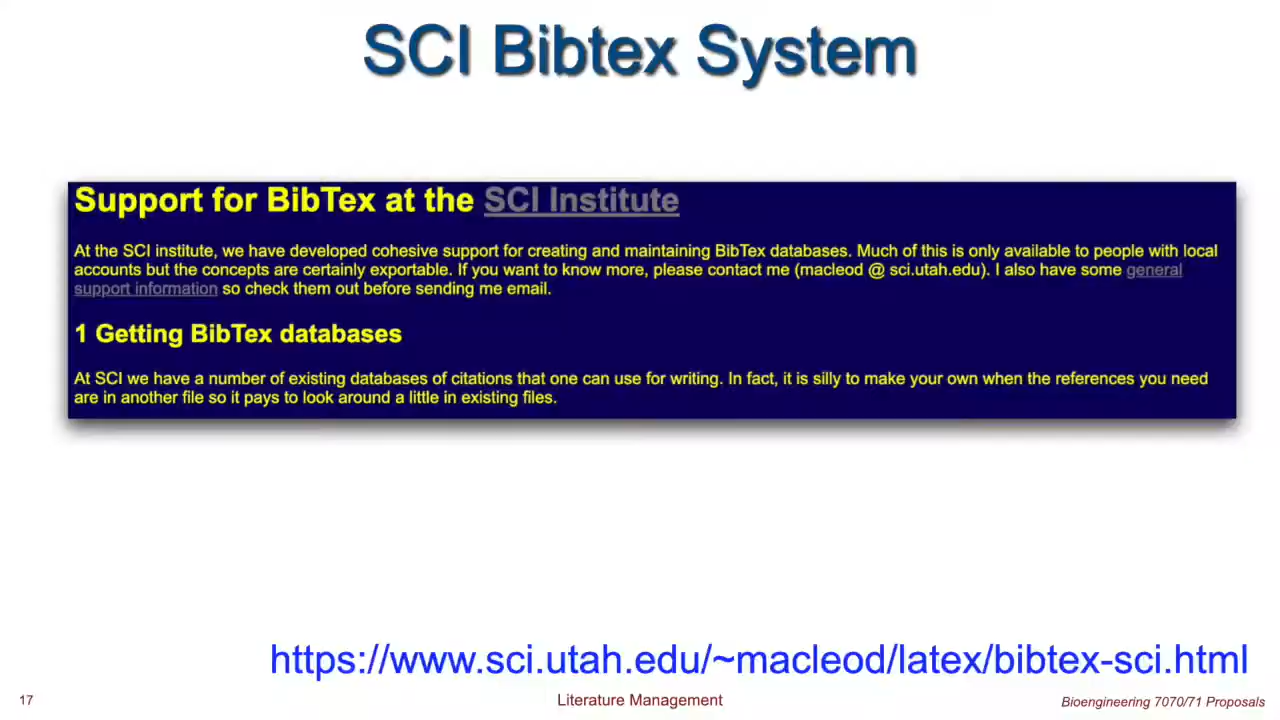 SCI Bibtex System
Support for BibTex at the SCI Institute
At the SCI institute, we have developed cohesive support for creating and maintaining BibTex databases. Much of this is only available to people with local
accounts but the concepts are certainly exportable. If you want to know more, please contact me (macleod @ sci.utah.edu). I also have some general
support information so check them out before sending me email.
1 Getting BibTex databases
At SCI we have a number of existing databases of citations that one can use for writing. In fact, it is silly to make your own when the references you need
are in another file so it pays to look around a little in existing files.
https://www.sci.utah.edu/~macleod/latex/bibtex-sci.html
17
Literature Management
Bioengineering 7070/71 Proposals